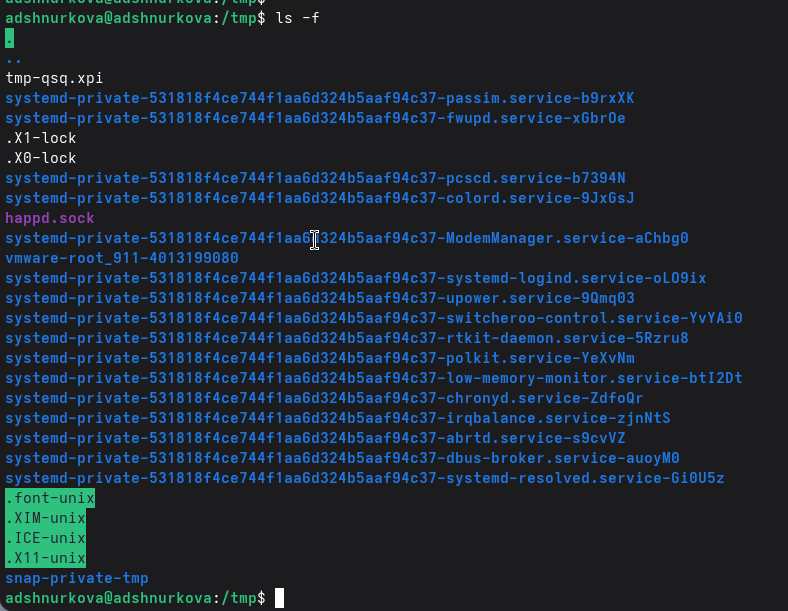 adshnurkova@adshnurkova:/tmp$ ls -f
.
..
tmp-qsq.xpi
systemd-private-531818f4ce744f1aa6d324b5aaf94c37-passim.service-b9rxXK
systemd-private-531818f4ce744f1aa6d324b5aaf94c37-fwupd.service-xGbrOe
.X1-lock
.X0-lock
systemd-private-531818f4ce744f1aa6d324b5aaf94c37-pcscd.service-b7394N
systemd-private-531818f4ce744f1aa6d324b5aaf94c37-colord.service-9JxGsJ
happd.sock
systemd-private-531818f4ce744f1aa6d324b5aaf94c37-ModemManager.service-aChbg0
vmware-root_911-4013199080
systemd-private-531818f4ce744f1aa6d324b5aaf94c37-systemd-logind.service-oLO9ix
systemd-private-531818f4ce744f1aa6d324b5aaf94c37-upower.service-9Qmq03
systemd-private-531818f4ce744f1aa6d324b5aaf94c37-switcheroo-control.service-YvYAi0
systemd-private-531818f4ce744f1aa6d324b5aaf94c37-rtkit-daemon.service-5Rzru8
systemd-private-531818f4ce744f1aa6d324b5aaf94c37-polkit.service-YeXvNm
systemd-private-531818f4ce744f1aa6d324b5aaf94c37-low-memory-monitor.service-btI2Dt
systemd-private-531818f4ce744f1aa6d324b5aaf94c37-chronyd.service-ZdfoQr
systemd-private-531818f4ce744f1aa6d324b5aaf94c37-irqbalance.service-zjnNtS
systemd-private-531818f4ce744f1aa6d324b5aaf94c37-abrtd.service-s9cvVZ
systemd-private-531818f4ce744f1aa6d324b5aaf94c37-dbus-broker.service-auoyM0
systemd-private-531818f4ce744f1aa6d324b5aaf94c37-systemd-resolved.service-Gi0U5z
.font-unix
.XIM-unix
.ICE-unix
.X11-unix
snap-private-tmp
adshnurkova@adshnurkova:/tmp$